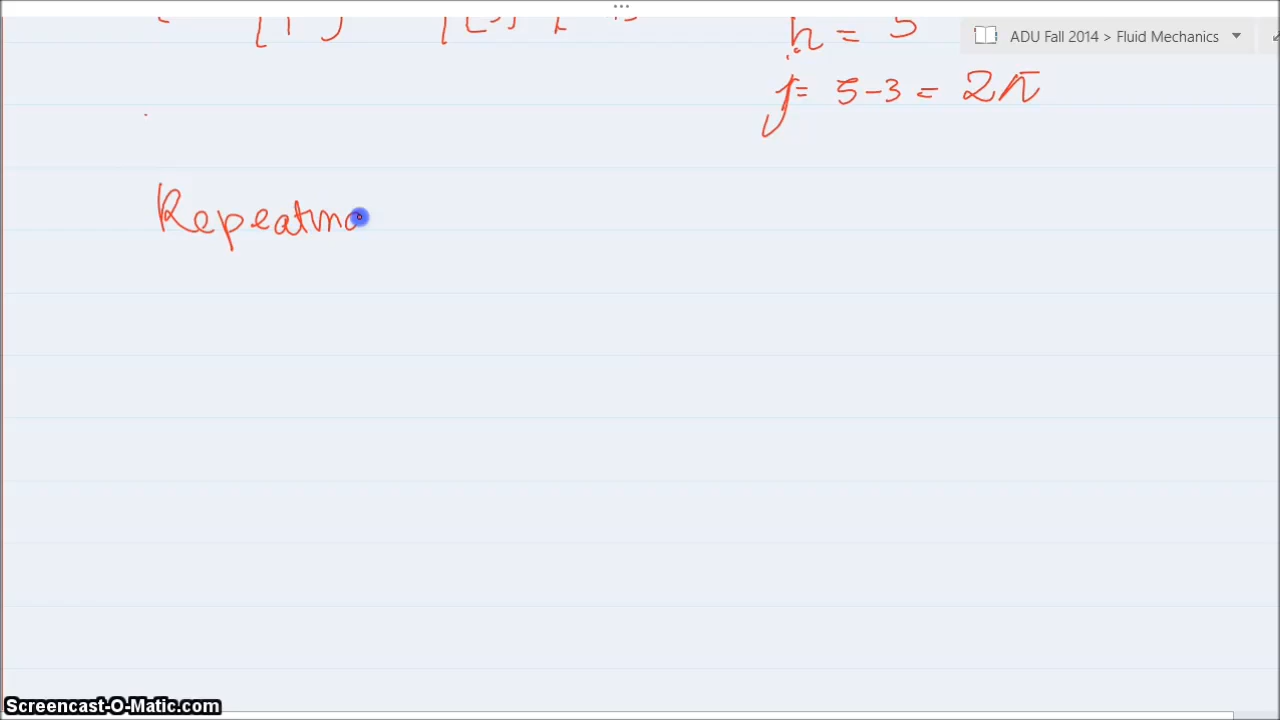 n = 5
ADU Fall 2014 > Fluid Mechanics
j = 5 - 3 = 2π
Repeatin
Screencast-O-Matic.com